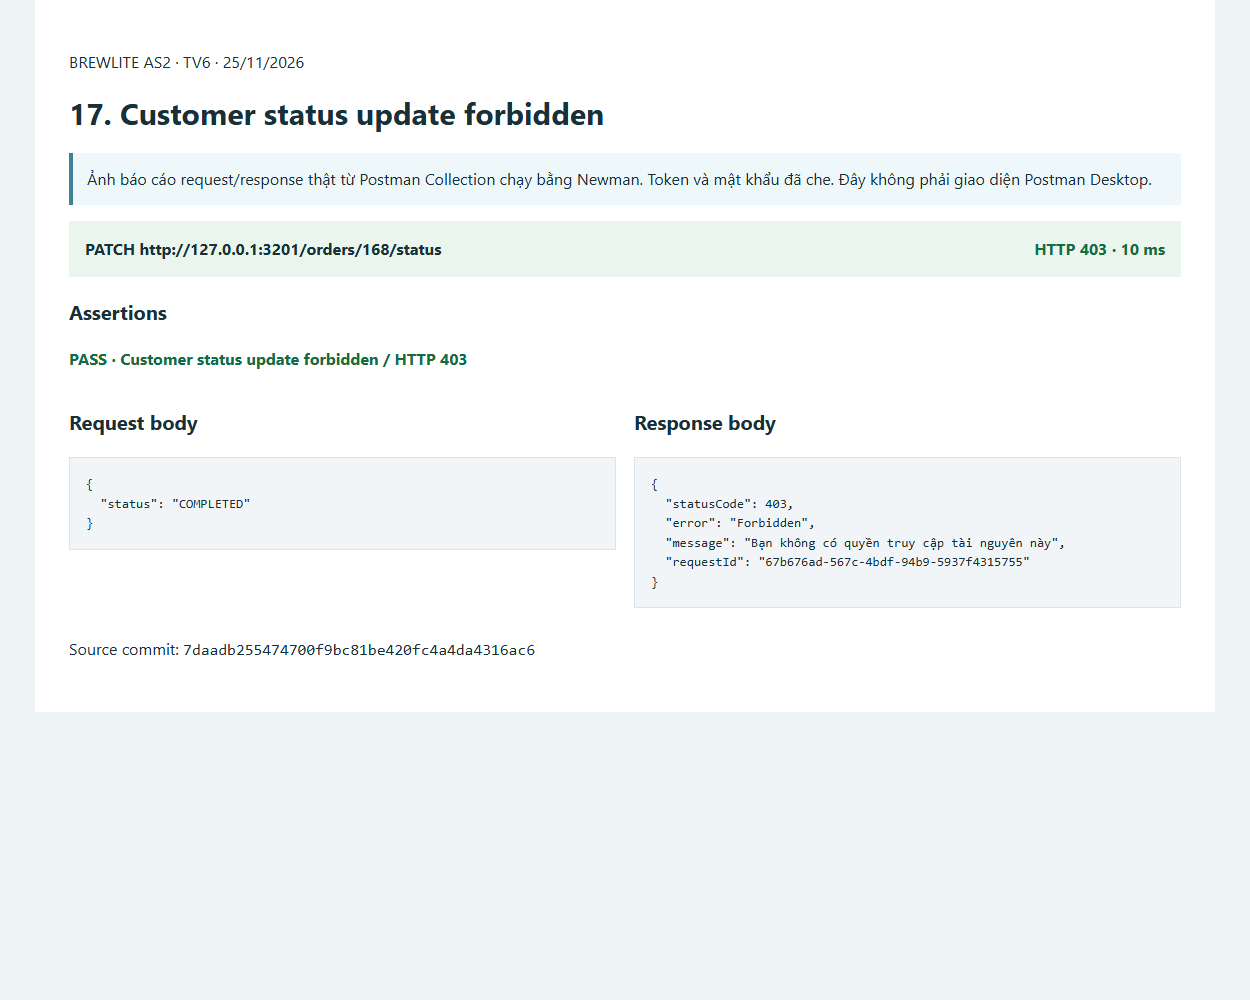 BREWLITE AS2 · TV6 · 25/11/2026
17. Customer status update forbidden
Ảnh báo cáo request/response thật từ Postman Collection chạy bằng Newman. Token và mật khẩu đã che. Đây không phải giao diện Postman Desktop.
PATCH http://127.0.0.1:3201/orders/168/status
HTTP 403 · 10 ms
Assertions
PASS · Customer status update forbidden / HTTP 403
Request body
{
  "status": "COMPLETED"
}
Response body
{
  "statusCode": 403,
  "error": "Forbidden",
  "message": "Bạn không có quyền truy cập tài nguyên này",
  "requestId": "67b676ad-567c-4bdf-94b9-5937f4315755"
}
Source commit: 7daadb255474700f9bc81be420fc4a4da4316ac6